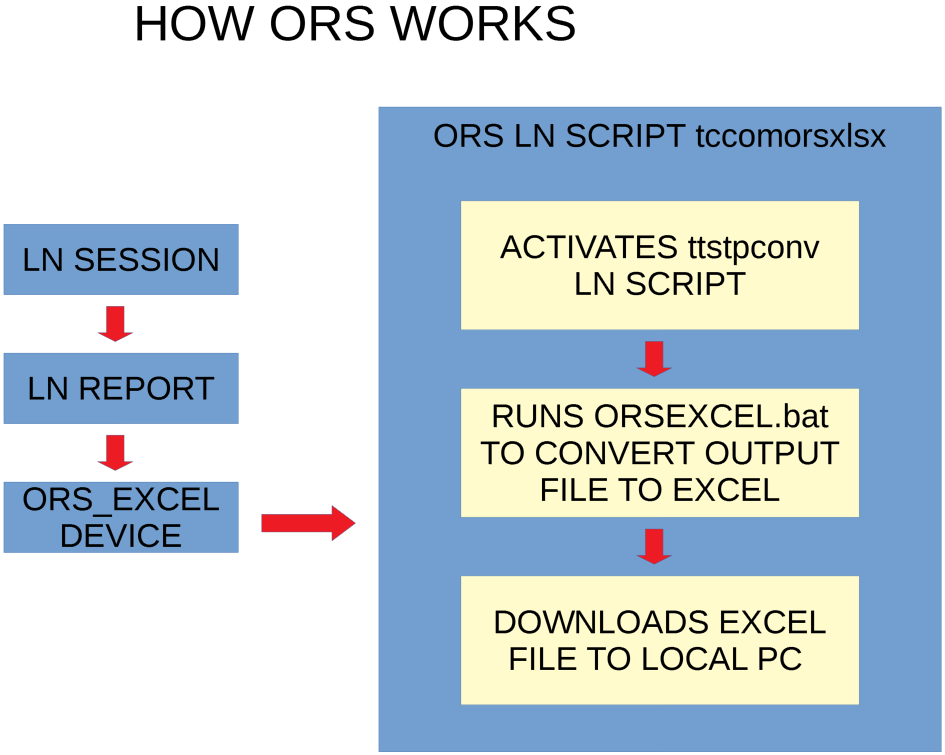 HOW ORS WORKS
LN SESSION
LN REPORT
ORS_EXCEL
DEVICE
ORS LN SCRIPT tccomorsxlsx
ACTIVATES ttstpconv
LN SCRIPT
RUNS ORSEXCEL.bat
TO CONVERT OUTPUT
FILE TO EXCEL
DOWNLOADS EXCEL
FILE TO LOCAL PC